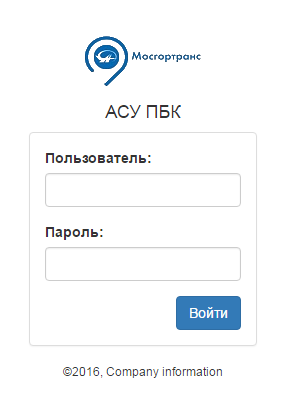 Мосгортранс
АСУ ПБК
Пользователь:
Пароль:
Войти
©2016, Company information